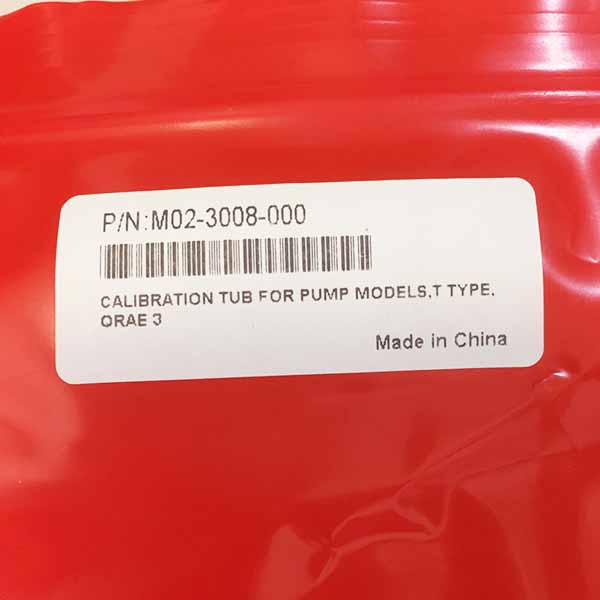 P/N:M02-3008-000
CALIBRATION TUB FOR PUMP MODELS,T TYPE,
QRAE 3
Made in China